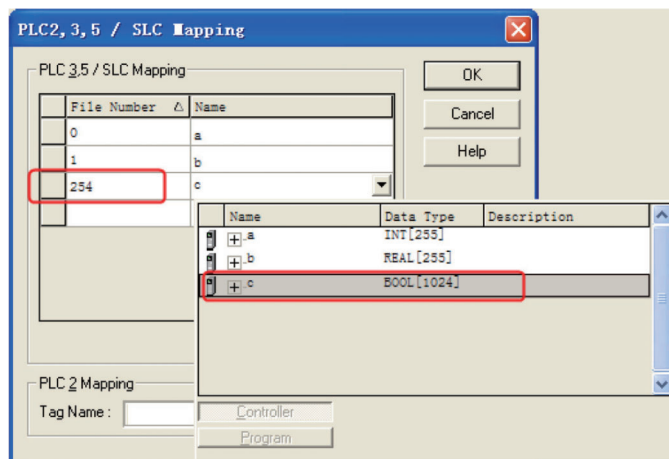 PLC2,3,5 / SLC Mapping
PLC 3,5 / SLC Mapping
OK
File Number △ Name
Cancel
0 a
1 b
Help
254 c
Name Data Type Description
a INT[255]
b REAL[255]
c BOOL[1024]
PLC 2 Mapping
Tag Name :
Controller
Program